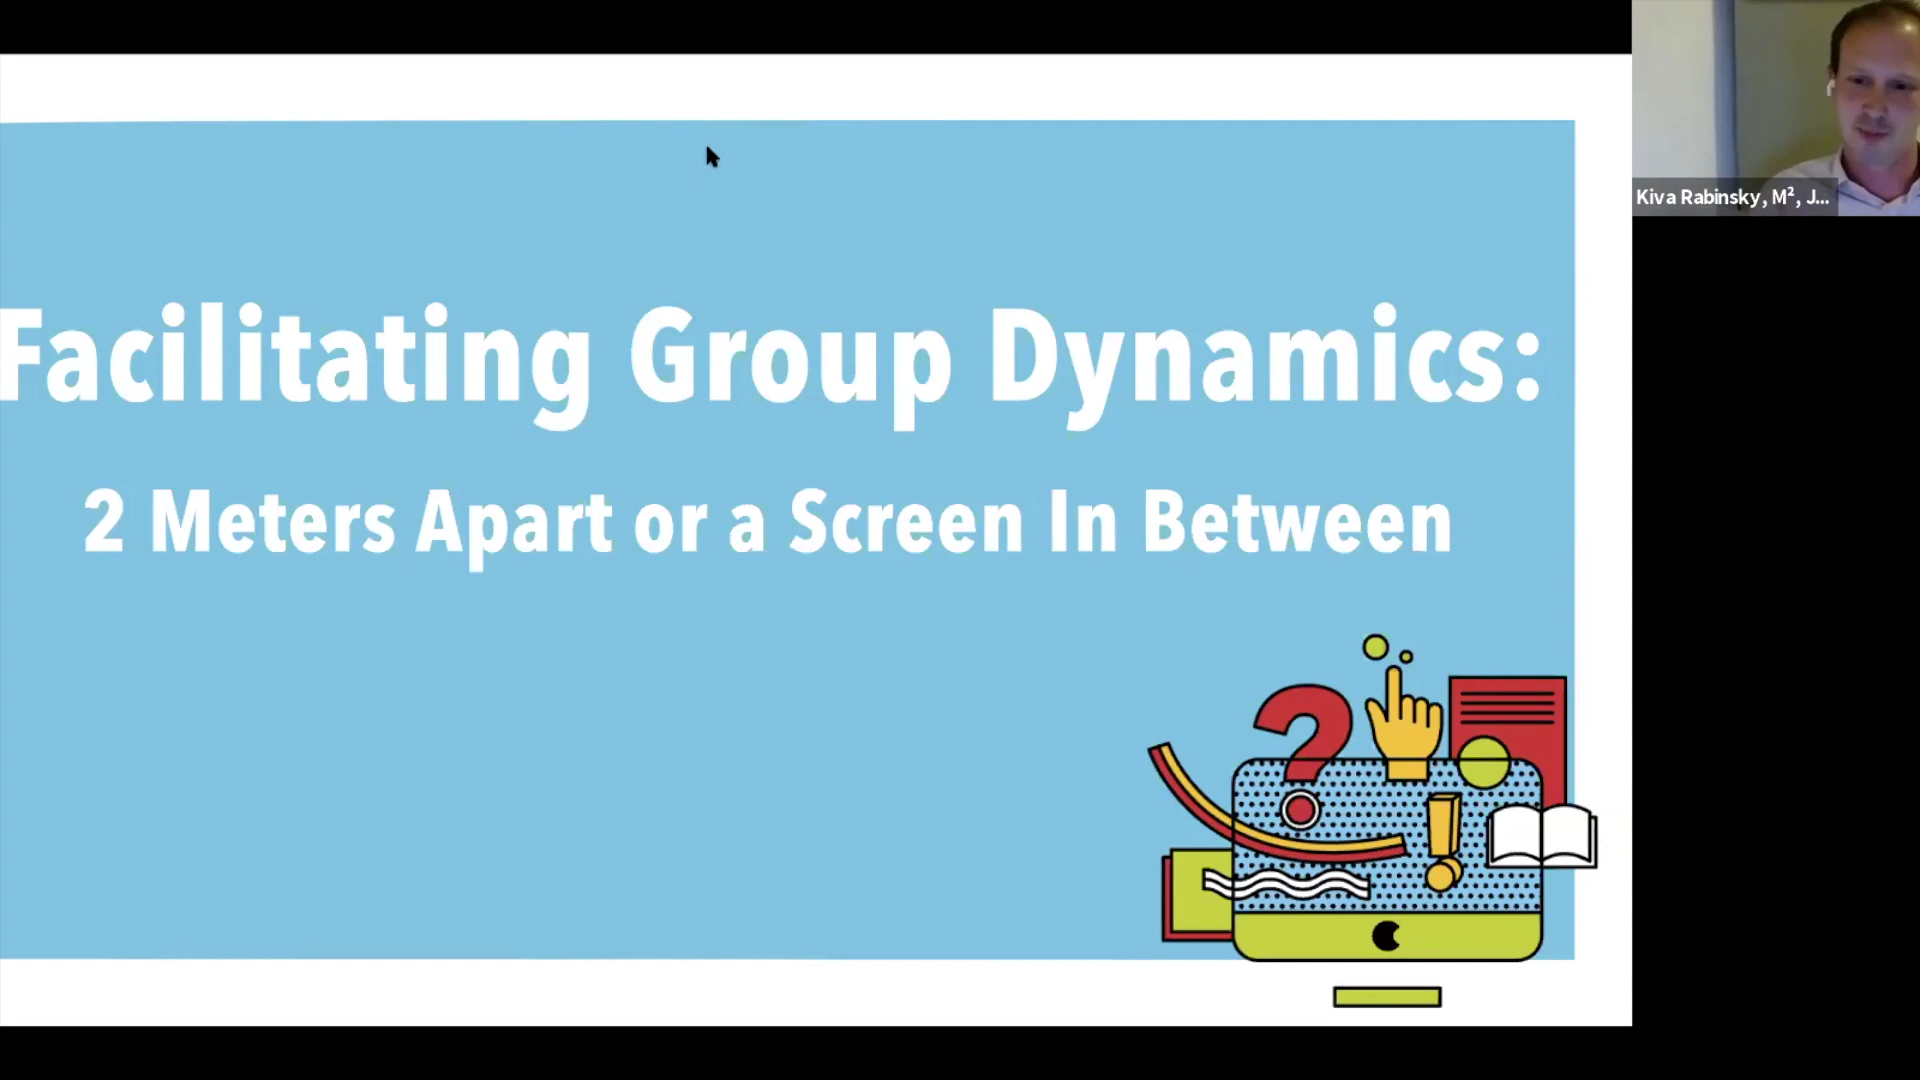 Facilitating Group Dynamics:
2 Meters Apart or a Screen In Between
Kiva Rabinsky, M², J...